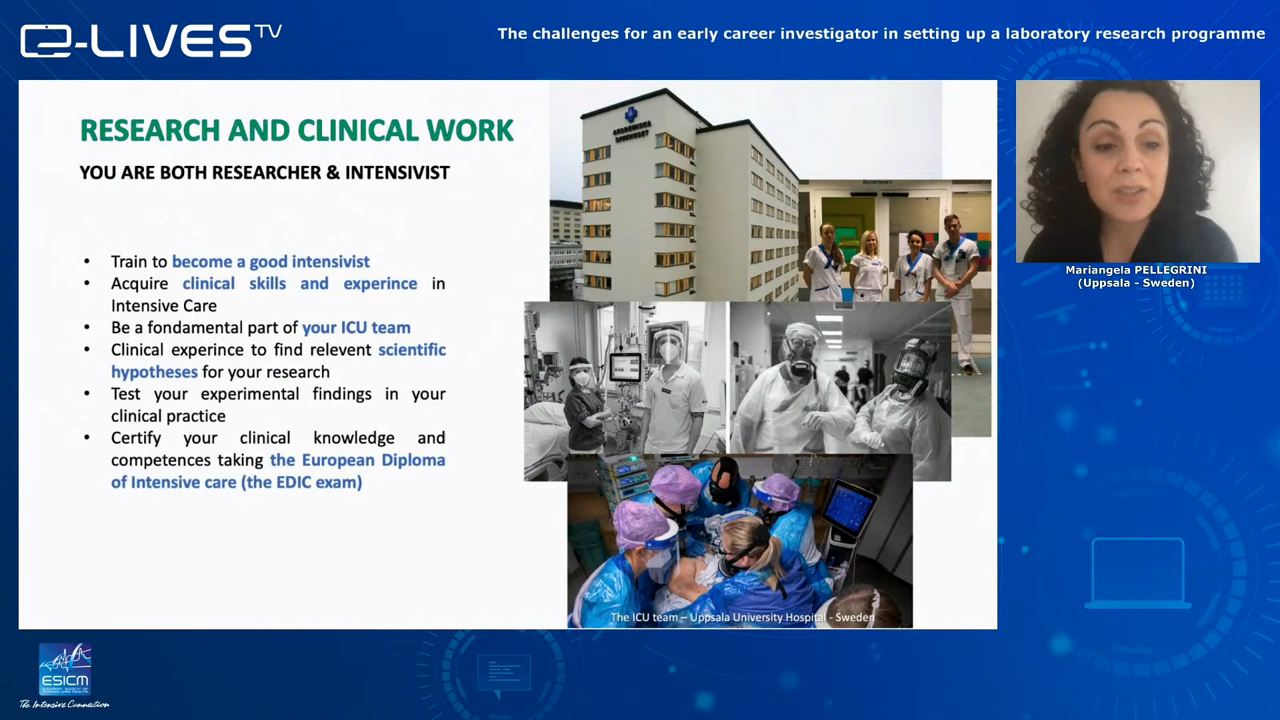 e-LIVES TV
The challenges for an early career investigator in setting up a laboratory research programme
RESEARCH AND CLINICAL WORK
YOU ARE BOTH RESEARCHER & INTENSIVIST
• Train to become a good intensivist
• Acquire clinical skills and experince in
Intensive Care
• Be a fundamental part of your ICU team
• Clinical experince to find relevent scientific
hypotheses for your research
• Test your experimental findings in your
clinical practice
• Certify your clinical knowledge and
competences taking the European Diploma
of Intensive care (the EDIC exam)
AKADEMISKA
SJUKHUSET
The ICU team – Uppsala University Hospital - Sweden
Mariangela PELLEGRINI
(Uppsala - Sweden)
ESICM
The Intensive Connection